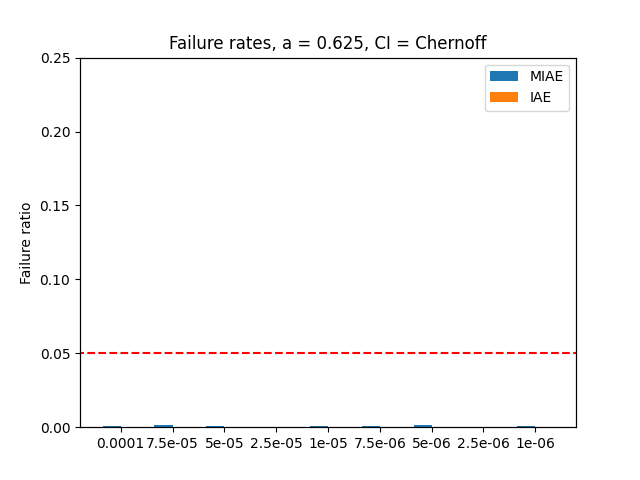 Failure rates, a = 0.625, CI = Chernoff
MIAE
IAE
Failure ratio
0.25
0.20
0.15
0.10
0.05
0.00
0.0001 7.5e-05 5e-05 2.5e-05 1e-05 7.5e-06 5e-06 2.5e-06 1e-06